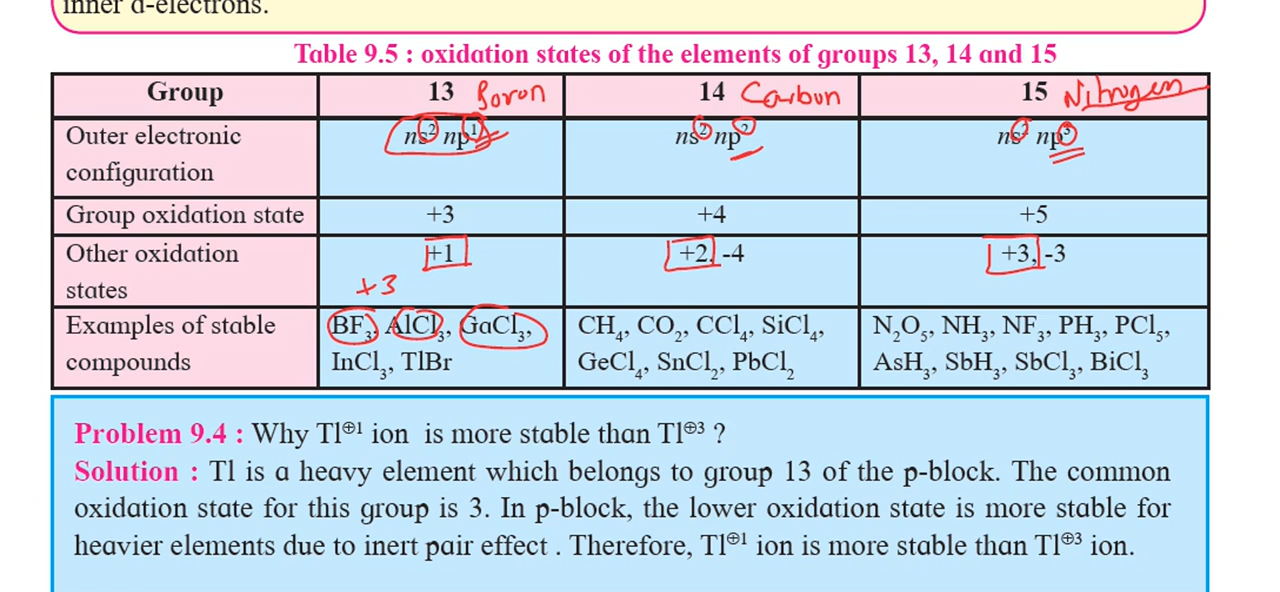 inner d-electrons.
Table 9.5 : oxidation states of the elements of groups 13, 14 and 15
Group 13 Boron 14 Carbon 15 Nitrogen
Outer electronic ns² np¹ ns² np² ns² np³
configuration
Group oxidation state +3 +4 +5
Other oxidation +1 +2, -4 +3, -3
states +3
Examples of stable BF₃, AlCl₃, GaCl₃, CH₄, CO₂, CCl₄, SiCl₄, N₂O₅, NH₃, NF₃, PH₃, PCl₅,
compounds InCl₃, TlBr GeCl₄, SnCl₂, PbCl₂ AsH₃, SbH₃, SbCl₃, BiCl₃
Problem 9.4 : Why Tl⊕1 ion is more stable than Tl⊕3 ?
Solution : Tl is a heavy element which belongs to group 13 of the p-block. The common
oxidation state for this group is 3. In p-block, the lower oxidation state is more stable for
heavier elements due to inert pair effect . Therefore, Tl⊕1 ion is more stable than Tl⊕3 ion.